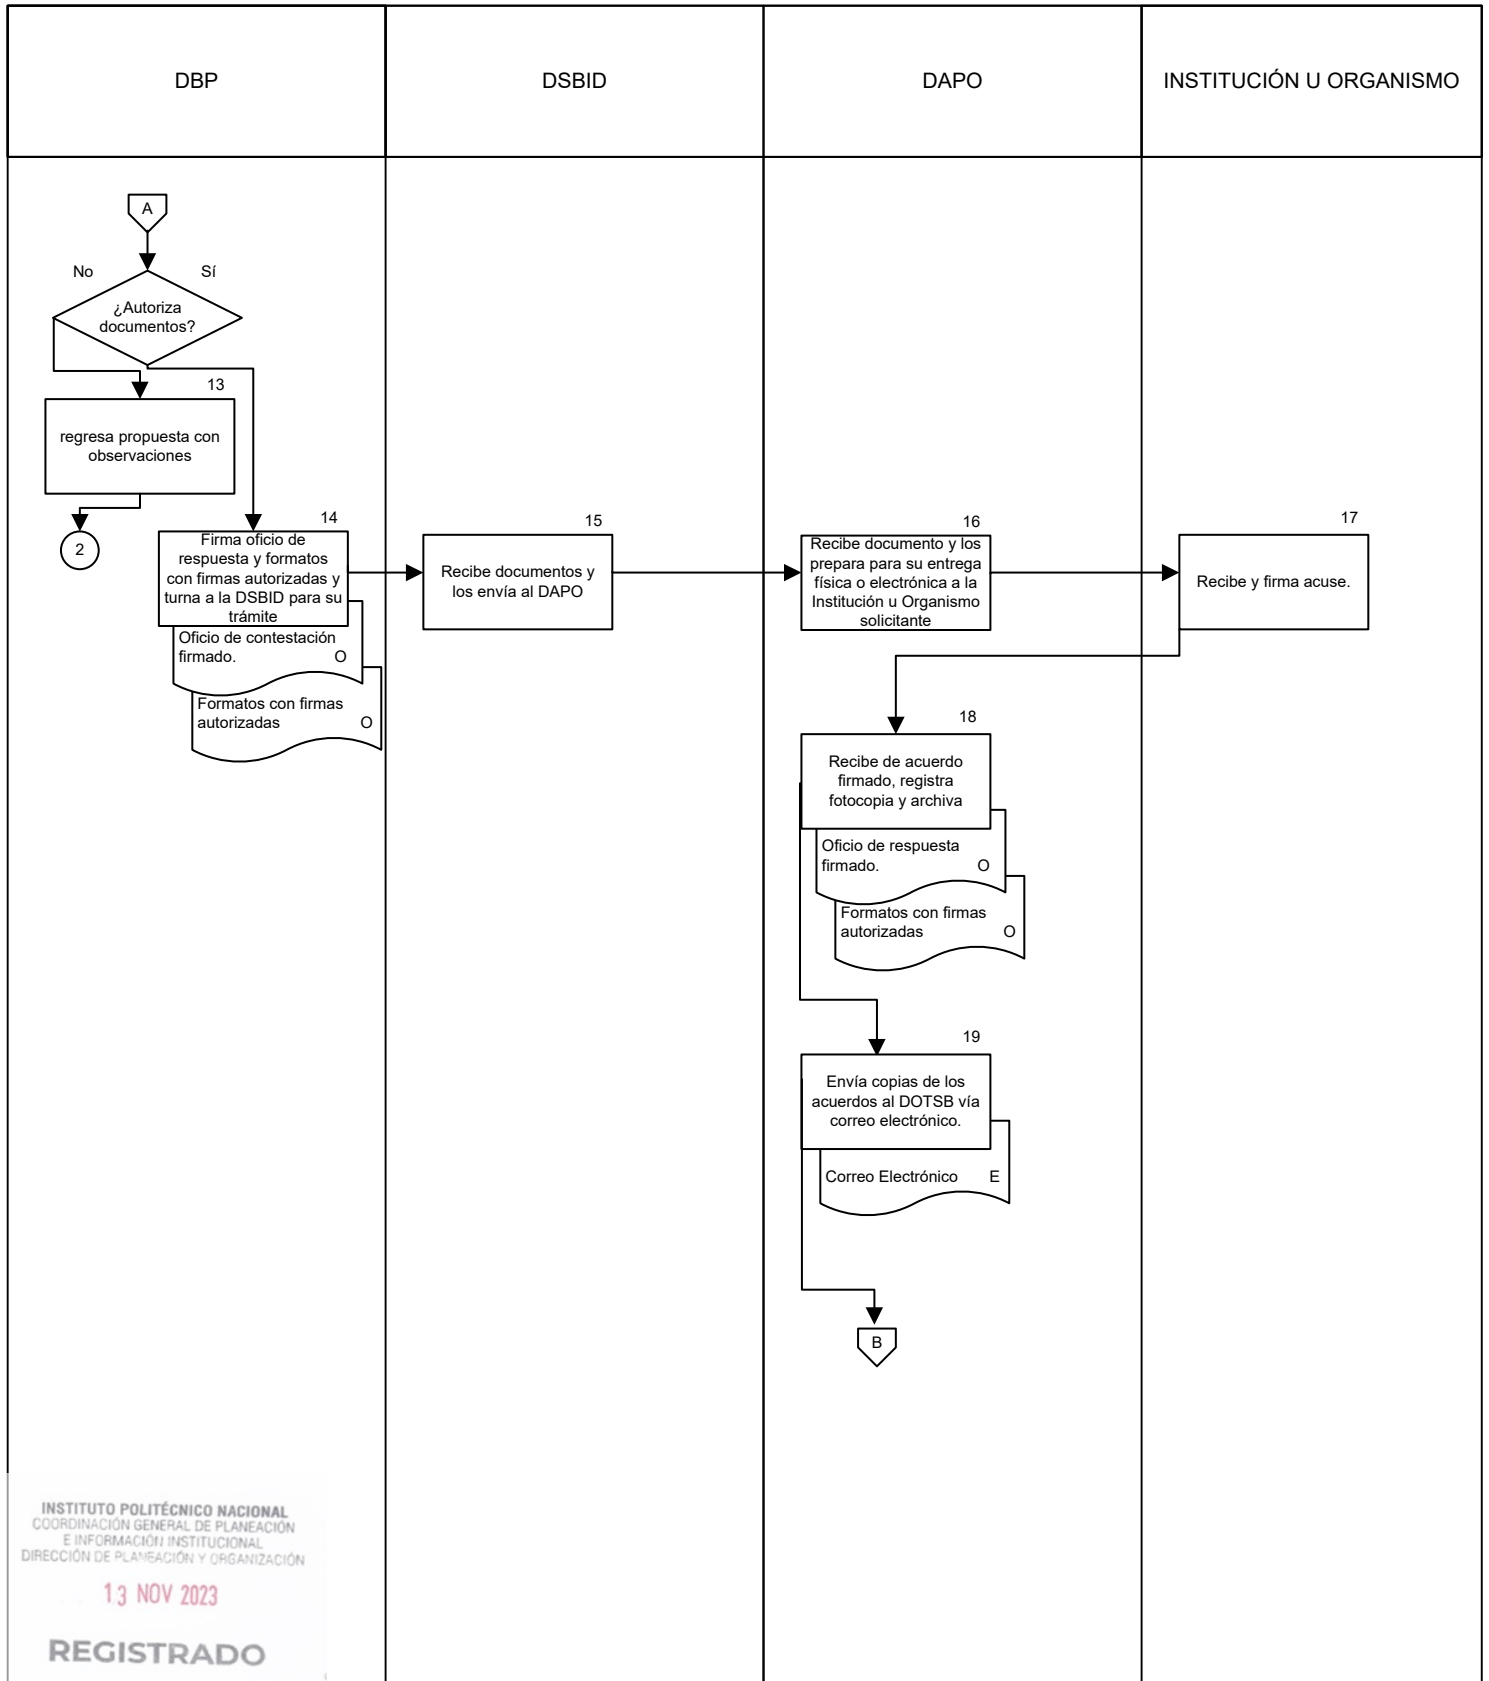 DBP
DSBID
DAPO
INSTITUCIÓN U ORGANISMO
A
No
Sí
¿Autoriza
documentos?
13
regresa propuesta con
observaciones
2
14
Firma oficio de
respuesta y formatos
con firmas autorizadas y
turna a la DSBID para su
trámite
Oficio de contestación
firmado.
O
Formatos con firmas
autorizadas
O
15
Recibe documentos y
los envía al DAPO
16
Recibe documento y los
prepara para su entrega
física o electrónica a la
Institución u Organismo
solicitante
17
Recibe y firma acuse.
18
Recibe de acuerdo
firmado, registra
fotocopia y archiva
Oficio de respuesta
firmado.
O
Formatos con firmas
autorizadas
O
19
Envía copias de los
acuerdos al DOTSB vía
correo electrónico.
Correo Electrónico
E
B
INSTITUTO POLITÉCNICO NACIONAL
COORDINACIÓN GENERAL DE PLANEACIÓN
E INFORMACIÓN INSTITUCIONAL
DIRECCIÓN DE PLANEACIÓN Y ORGANIZACIÓN
13 NOV 2023
REGISTRADO